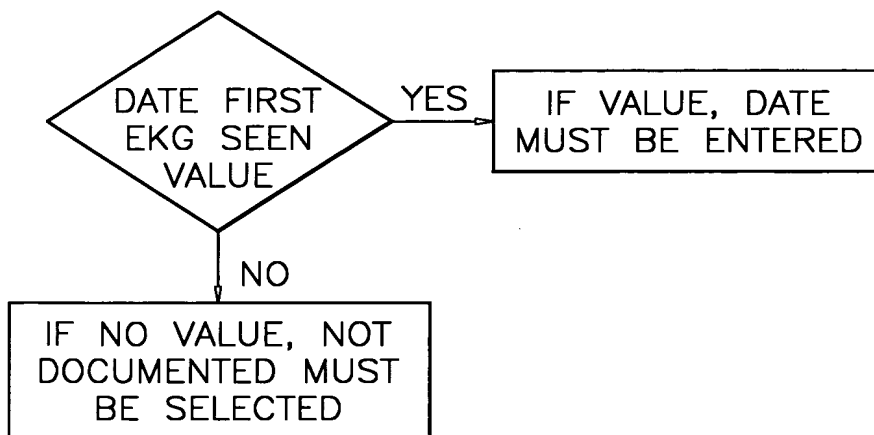 DATE FIRST
EKG SEEN
VALUE
YES
IF VALUE, DATE
MUST BE ENTERED
NO
IF NO VALUE, NOT
DOCUMENTED MUST
BE SELECTED